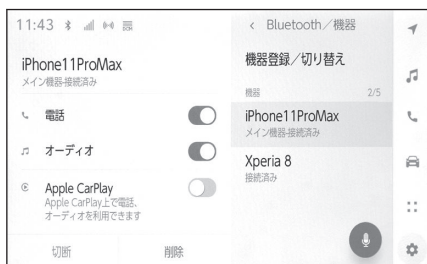 11:43
iPhone11ProMax
メイン機器-接続済み
電話
オーディオ
Apple CarPlay
Apple CarPlay上で電話、
オーディオを利用できます
切断
削除
< Bluetooth／機器
機器登録／切り替え
機器 2/5
iPhone11ProMax
メイン機器-接続済み
Xperia 8
接続済み